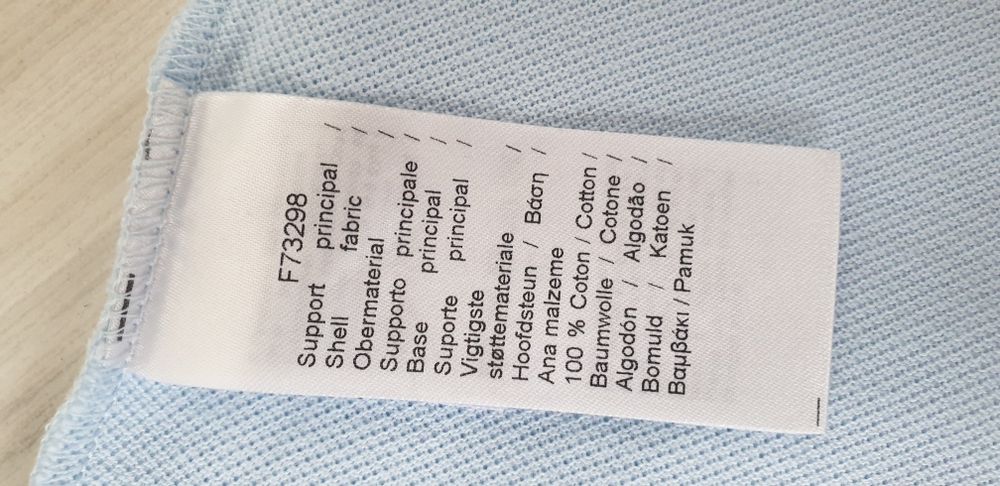 F73298
Support principal /
Shell fabric /
Obermaterial /
Supporto principale /
Base principal /
Suporte principal /
Vigtigste
støttemateriale /
Hoofdsteun / Βάση /
Ana malzeme
100 % Coton / Cotton /
Baumwolle / Cotone /
Algodón / Algodão /
Bomuld / Katoen /
Βαμβάκι / Pamuk